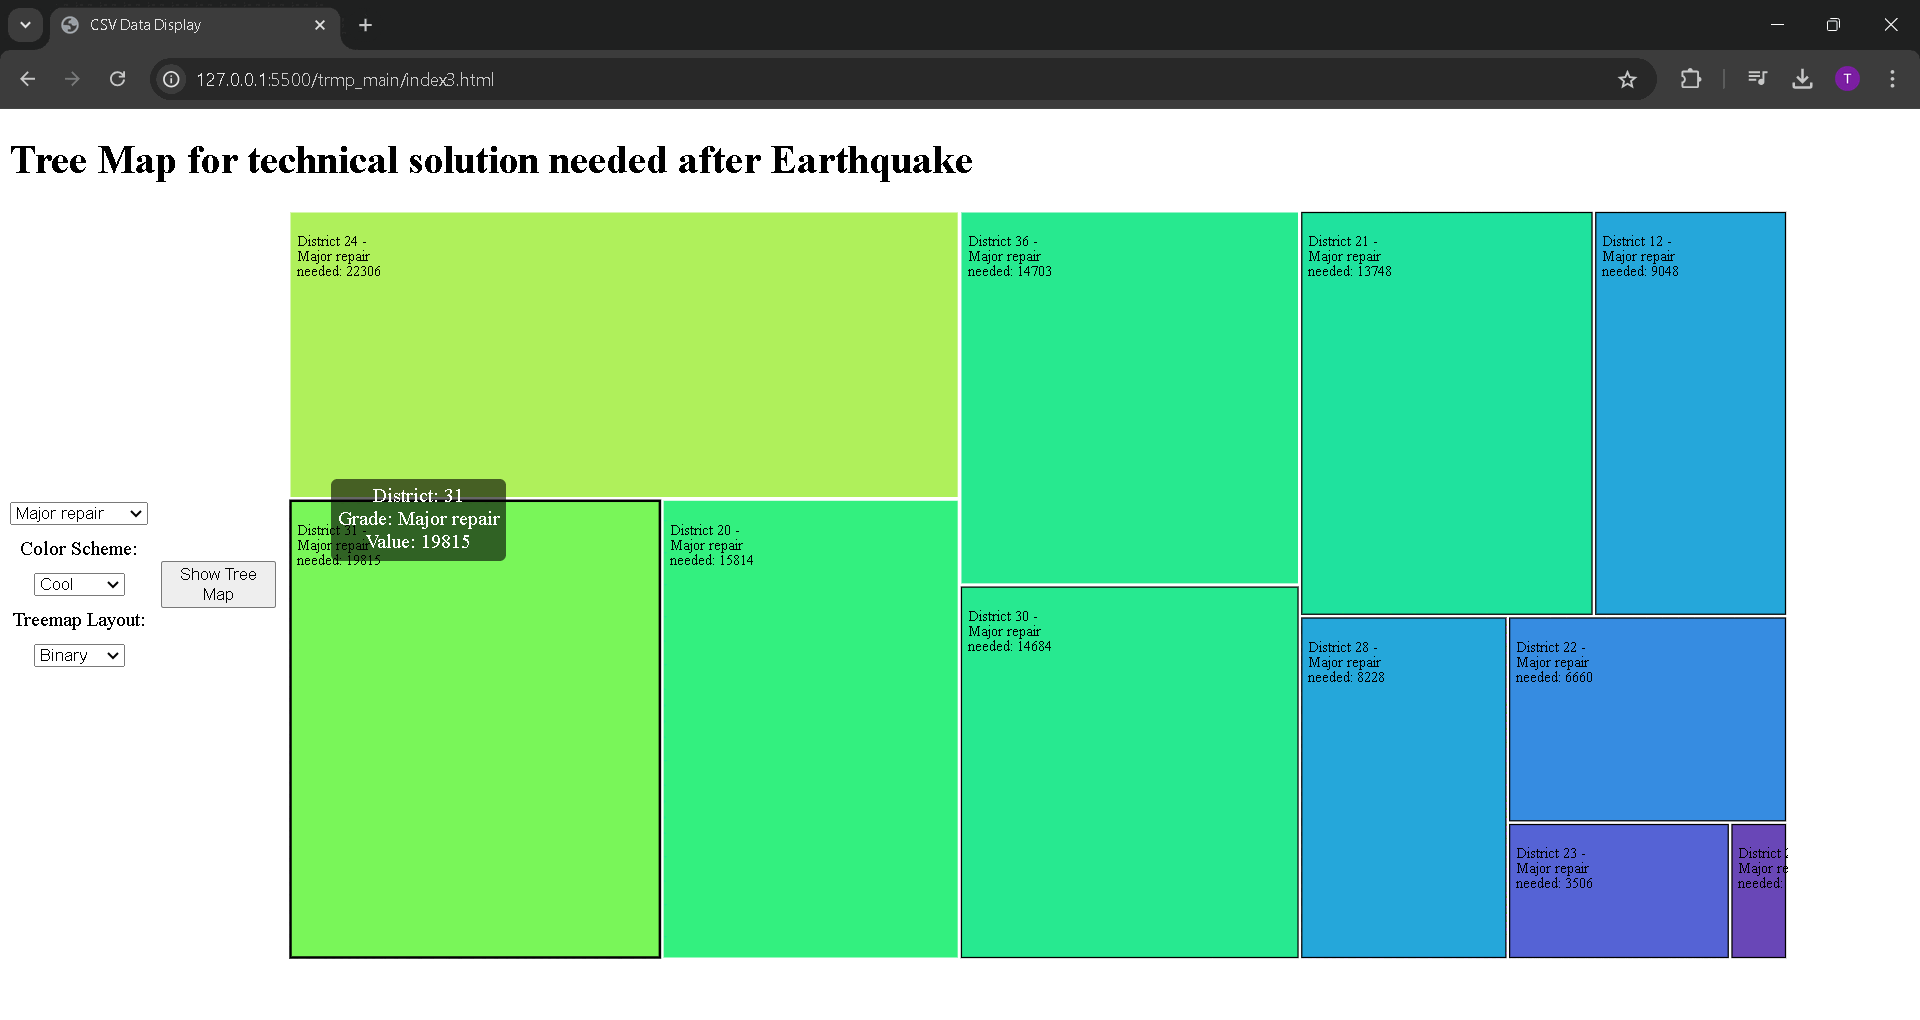 CSV Data Display
127.0.0.1:5500/trmp_main/index3.html
T
Tree Map for technical solution needed after Earthquake
Major repair
Color Scheme:
Cool
Treemap Layout:
Binary
Show Tree
Map
District 24 -
Major repair
needed: 22306
District 36 -
Major repair
needed: 14703
District 21 -
Major repair
needed: 13748
District 12 -
Major repair
needed: 9048
District: 31
Grade: Major repair
Value: 19815
District 31 -
Major repair
needed: 19815
District 20 -
Major repair
needed: 15814
District 30 -
Major repair
needed: 14684
District 28 -
Major repair
needed: 8228
District 22 -
Major repair
needed: 6660
District 23 -
Major repair
needed: 3506
District
Major re
needed: